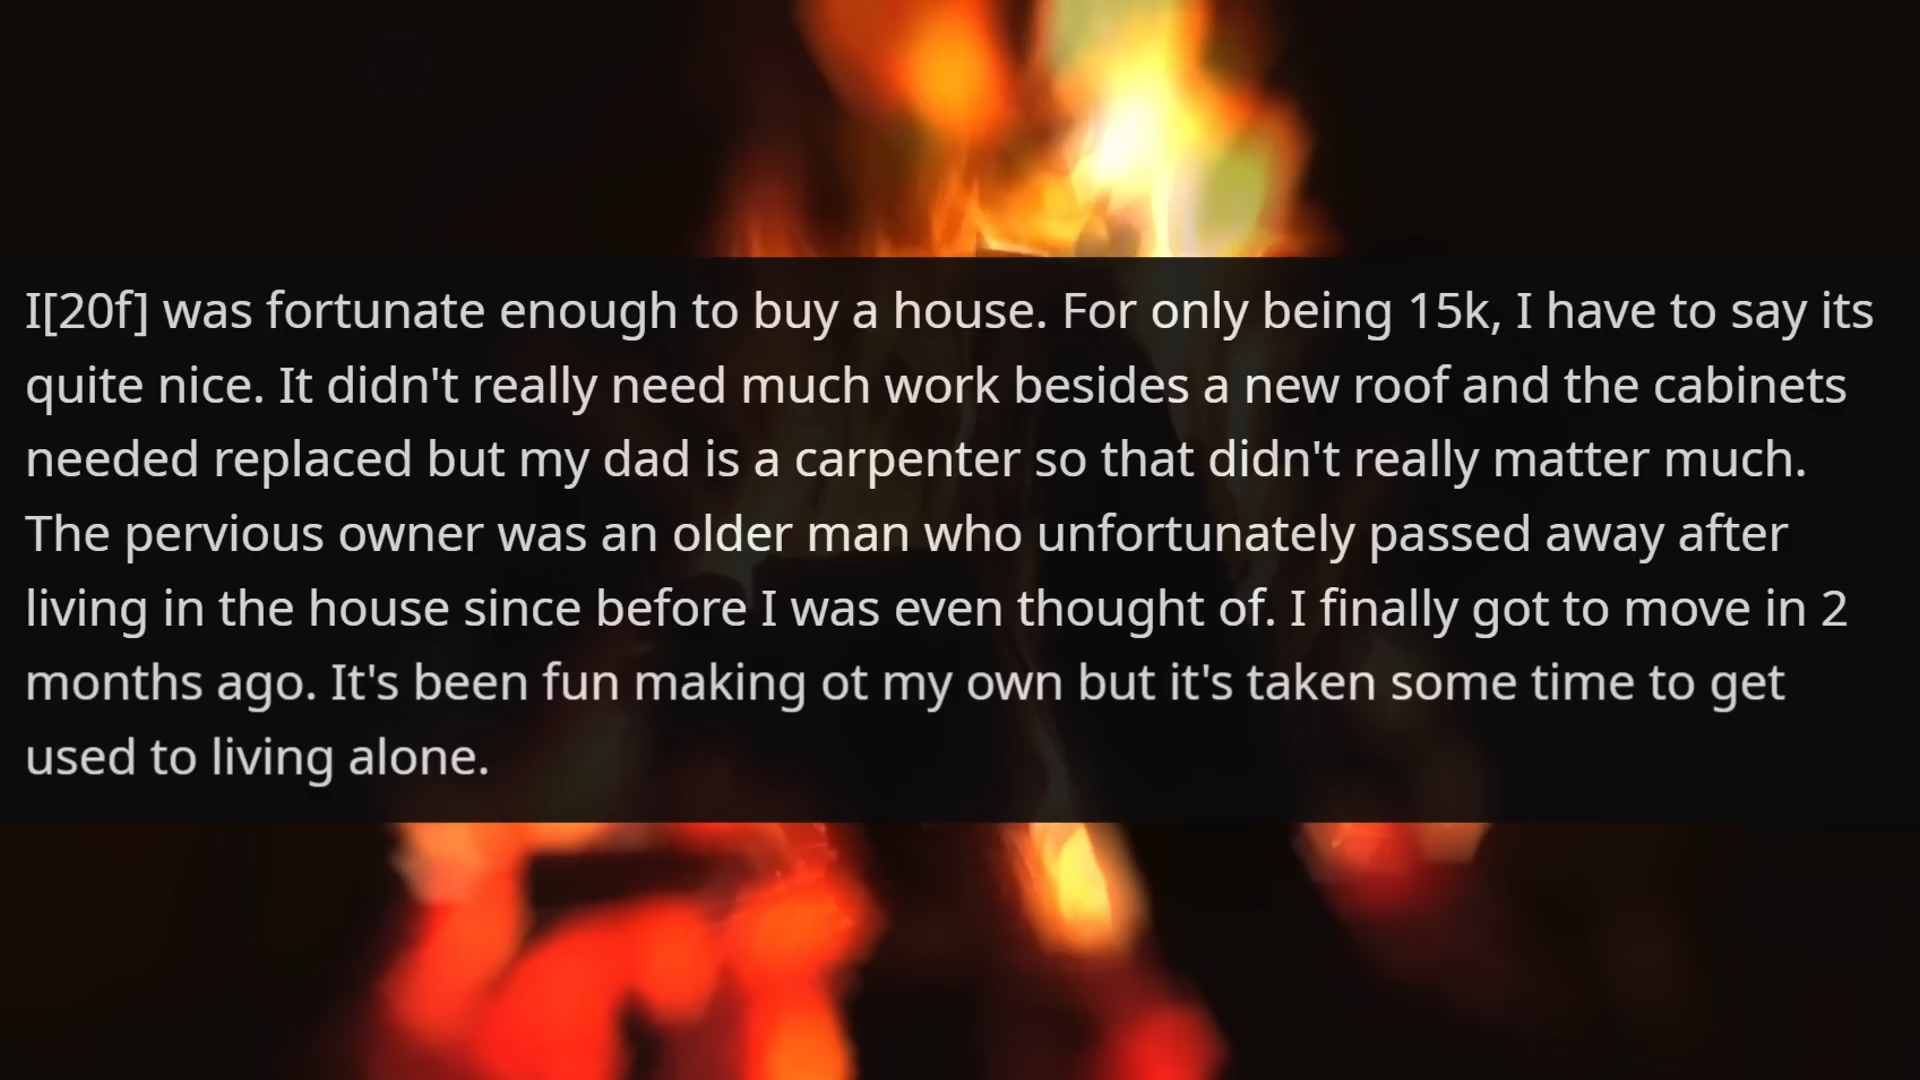 I[20f] was fortunate enough to buy a house. For only being 15k, I have to say its
quite nice. It didn't really need much work besides a new roof and the cabinets
needed replaced but my dad is a carpenter so that didn't really matter much.
The pervious owner was an older man who unfortunately passed away after
living in the house since before I was even thought of. I finally got to move in 2
months ago. It's been fun making ot my own but it's taken some time to get
used to living alone.